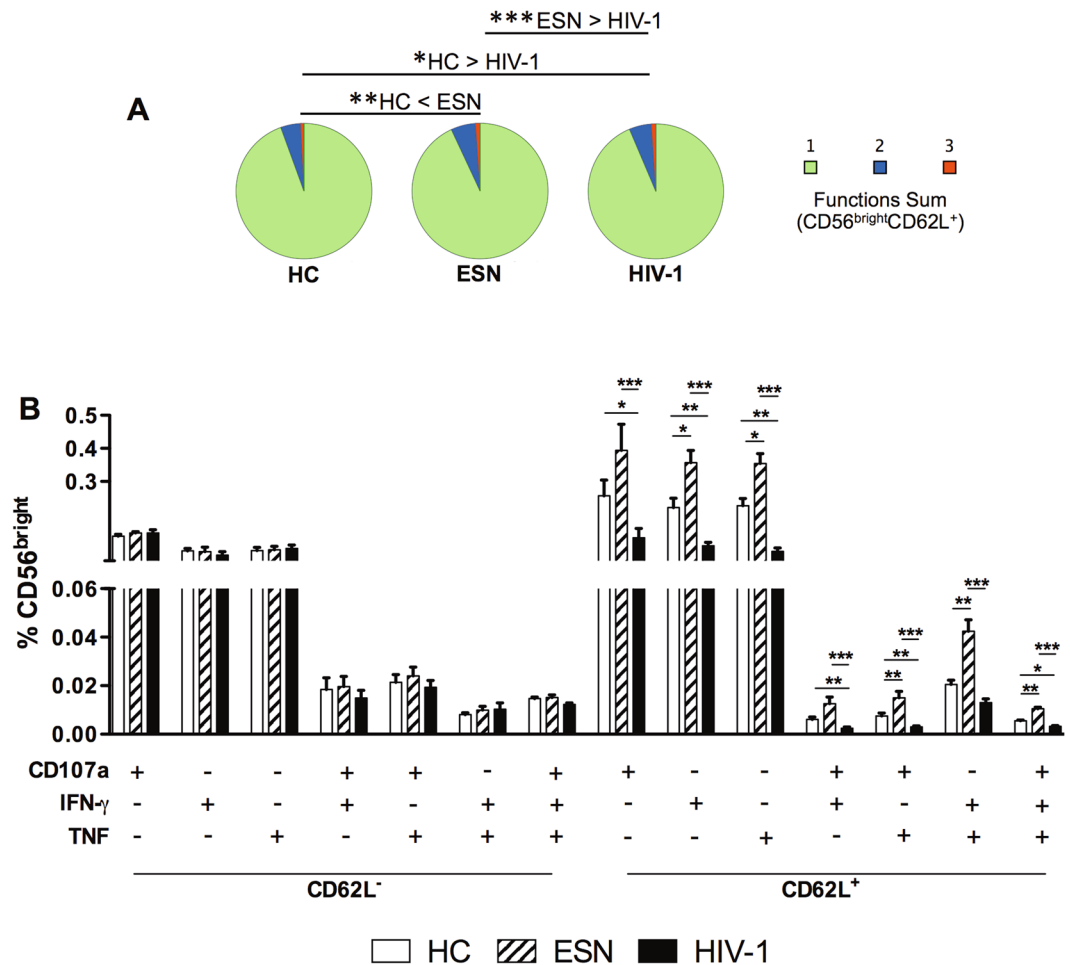 ***ESN > HIV-1
*HC > HIV-1
**HC < ESN
A
HC ESN HIV-1
1 2 3
Functions Sum
(CD56brightCD62L+)
B
% CD56bright
0.5
0.4
0.3
0.06
0.04
0.02
0.00
*** *** *** 
* ** **
* *
*** *** *** ***
** ** ** *
** ** **
CD107a + - - + + - + + - - + + - +
IFN-γ - + - + - + + - + - + - + +
TNF - - + - + + + - - + - + + +
CD62L- CD62L+
HC ESN HIV-1